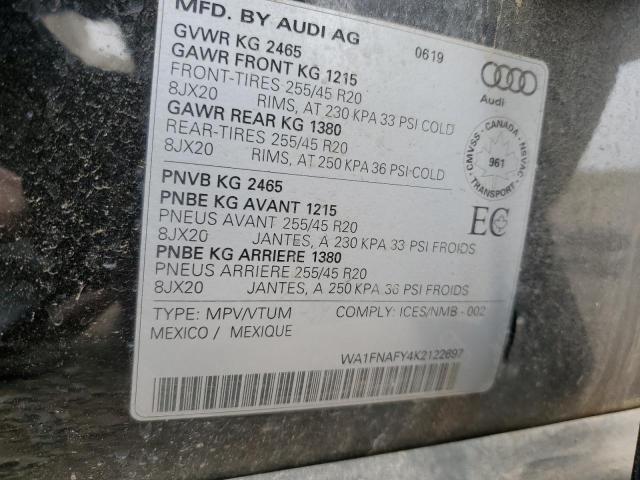 MFD. BY AUDI AG
0619
GVWR KG 2465
GAWR FRONT KG 1215
FRONT-TIRES 255/45 R20
8JX20 RIMS, AT 230 KPA 33 PSI COLD
GAWR REAR KG 1380
REAR-TIRES 255/45 R20
8JX20 RIMS, AT 250 KPA 36 PSI-COLD
Audi
CMVSS - CANADA - NSVAC
961
TRANSPORT
PNVB KG 2465
PNBE KG AVANT 1215
PNEUS AVANT 255/45 R20
8JX20 JANTES, A 230 KPA 33 PSI FROIDS
PNBE KG ARRIERE 1380
PNEUS ARRIERE 255/45 R20
8JX20 JANTES, A 250 KPA 36 PSI FROIDS
EC
TYPE: MPV/VTUM COMPLY: ICES/NMB - 002
MEXICO / MEXIQUE
WA1FNAFY4K2122697